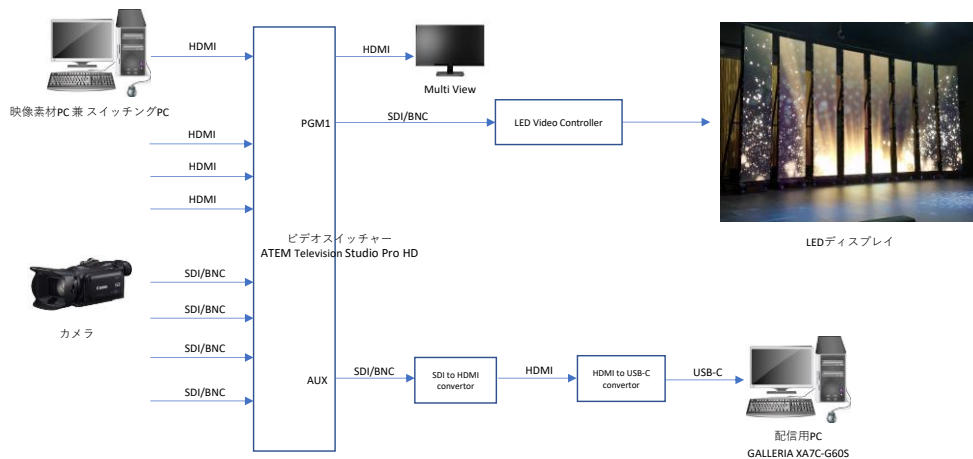 HDMI
映像素材PC 兼 スイッチングPC
HDMI
HDMI
HDMI
SDI/BNC
カメラ
SDI/BNC
SDI/BNC
SDI/BNC
PGM1
ビデオスイッチャー
ATEM Television Studio Pro HD
AUX
HDMI
Multi View
SDI/BNC
LED Video Controller
LEDディスプレイ
SDI/BNC
SDI to HDMI
convertor
HDMI
HDMI to USB-C
convertor
USB-C
配信用PC
GALLERIA XA7C-G60S